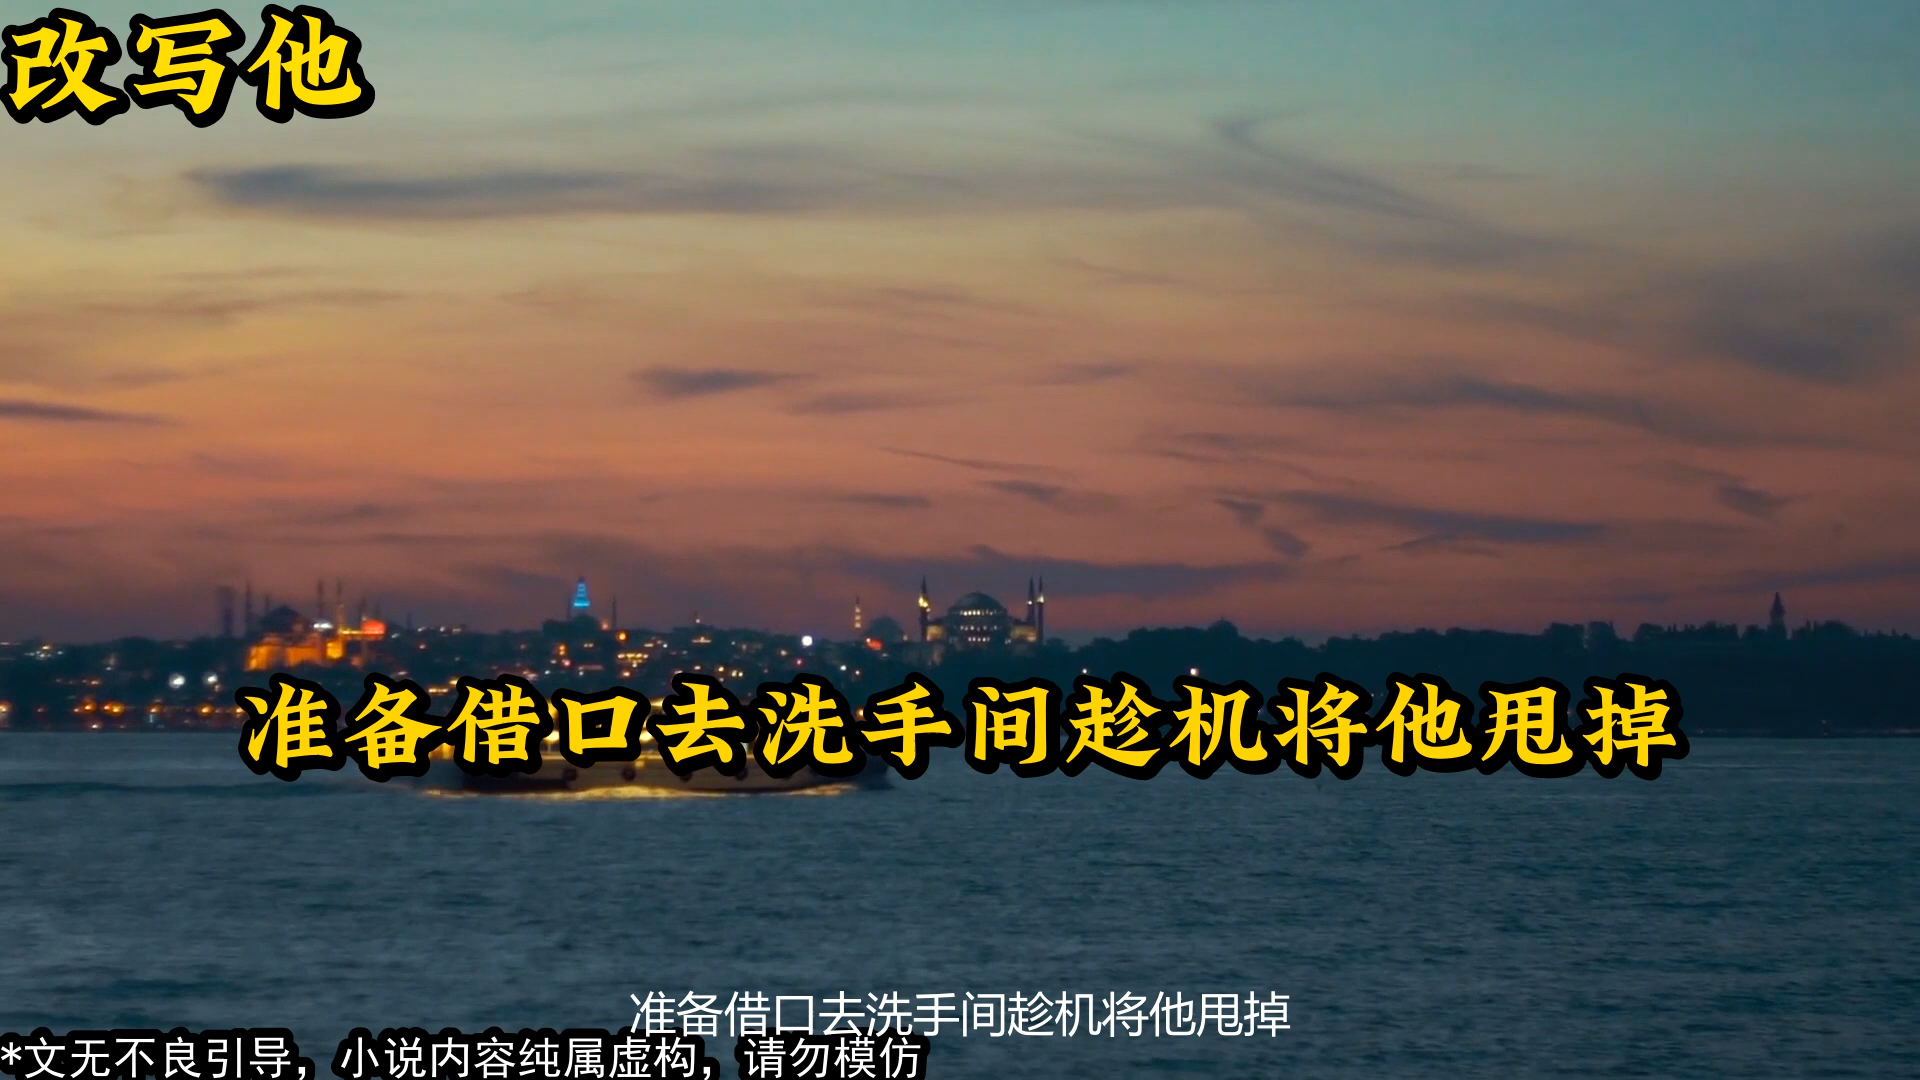 改写他
准备借口去洗手间趁机将他甩掉
准备借口去洗手间趁机将他甩掉
*文无不良引导，小说内容纯属虚构，请勿模仿